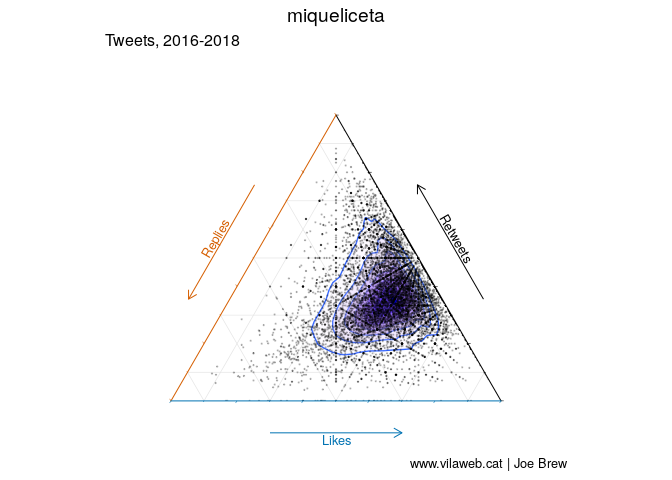 miqueliceta
Tweets, 2016-2018
Replies
Retweets
Likes
www.vilaweb.cat | Joe Brew